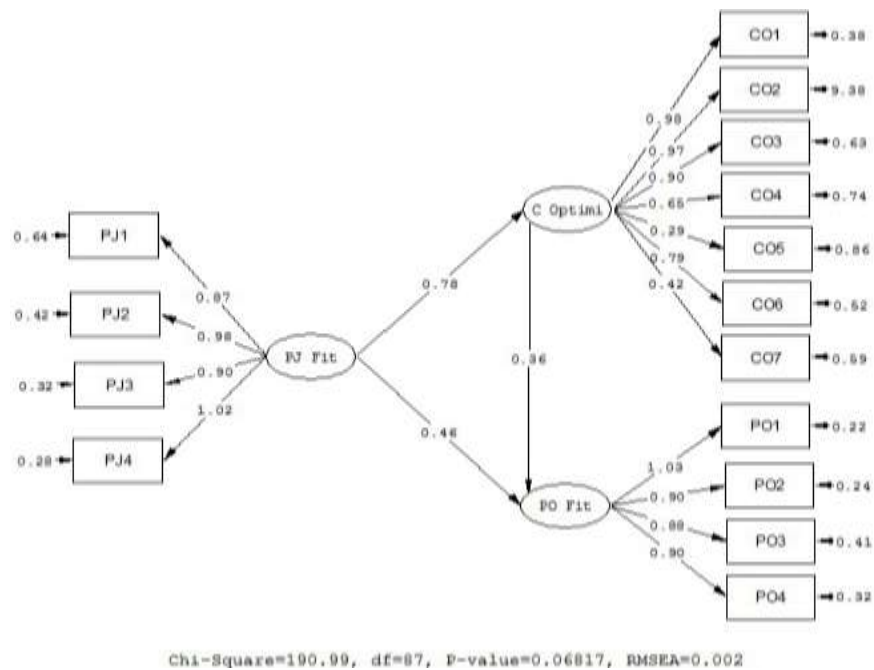 CO1
0.38
CO2
9.38
0.98
CO3
0.63
0.97
0.90
CO4
0.74
C Optimi
0.65
0.29
CO5
0.86
0.64
PJ1
0.79
0.78
0.42
CO6
0.52
0.87
0.42
PJ2
0.98
PJ Fit
CO7
0.59
0.36
0.32
PJ3
0.90
1.02
PO1
0.22
0.46
0.28
PJ4
1.03
PO2
0.24
0.90
PO Fit
0.88
PO3
0.41
0.90
PO4
0.32
Chi-Square=190.99, df=87, P-value=0.06817, RMSEA=0.002